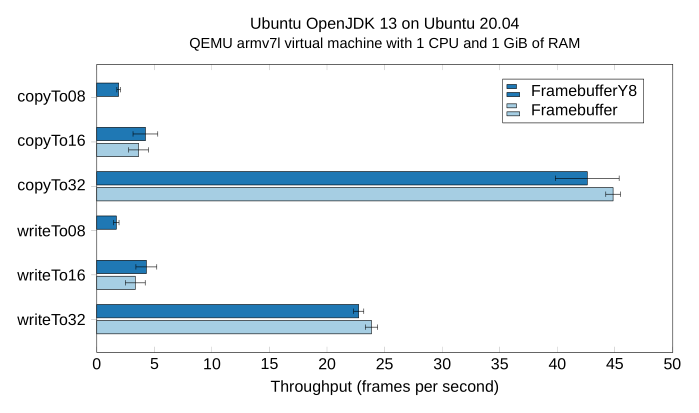 Ubuntu OpenJDK 13 on Ubuntu 20.04
QEMU armv7l virtual machine with 1 CPU and 1 GiB of RAM
FramebufferY8
Framebuffer
copyTo08
copyTo16
copyTo32
writeTo08
writeTo16
writeTo32
0 5 10 15 20 25 30 35 40 45 50
Throughput (frames per second)